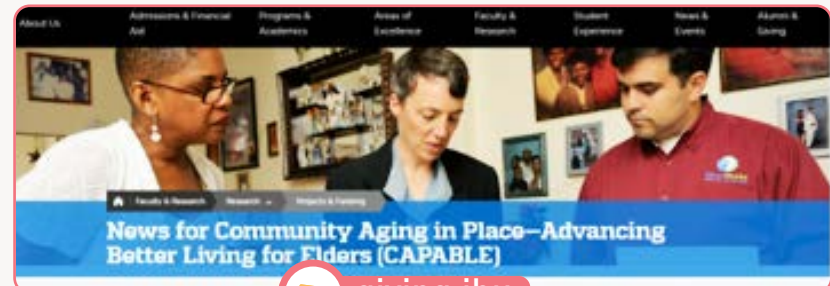 About Us
Admissions & Financial
Aid
Programs &
Academics
Areas of
Excellence
Faculty &
Research
Student
Experience
News &
Events
Alumni &
Giving
Faculty & Research Research Projects & Funding
News for Community Aging in Place—Advancing
Better Living for Elders (CAPABLE)